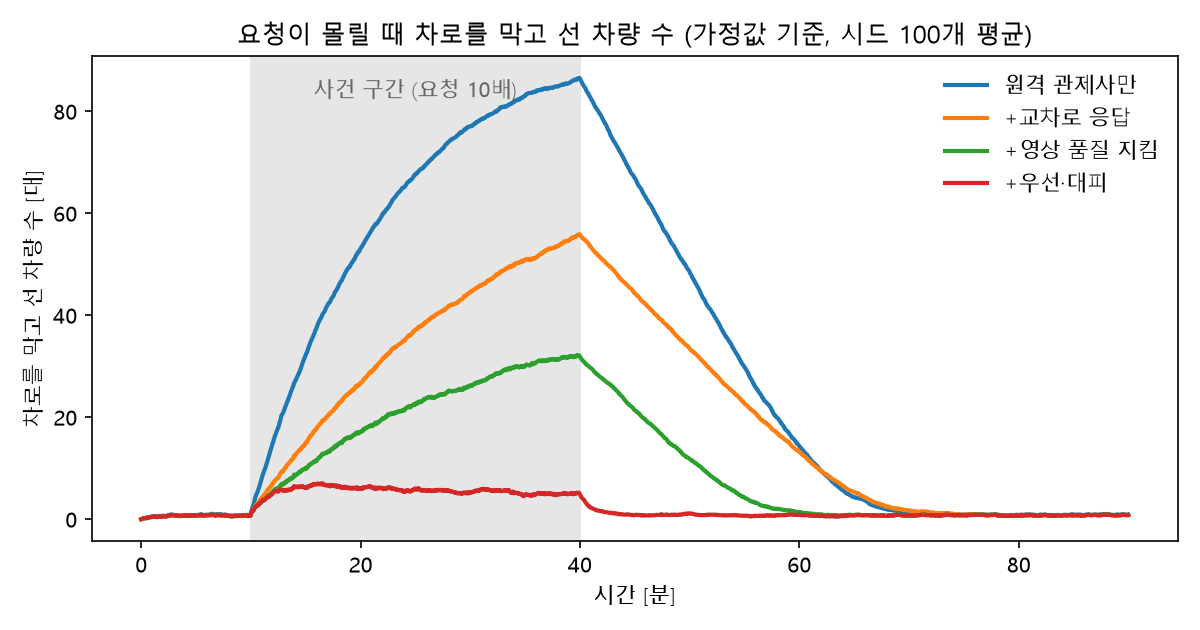 요청이 몰릴 때 차로를 막고 선 차량 수 (가정값 기준, 시드 100개 평균)
사건 구간 (요청 10배)
원격 관제사만
+교차로 응답
+영상 품질 지킴
+우선·대피
차로를 막고 선 차량 수 [대]
80
60
40
20
0
0 20 40 60 80
시간 [분]